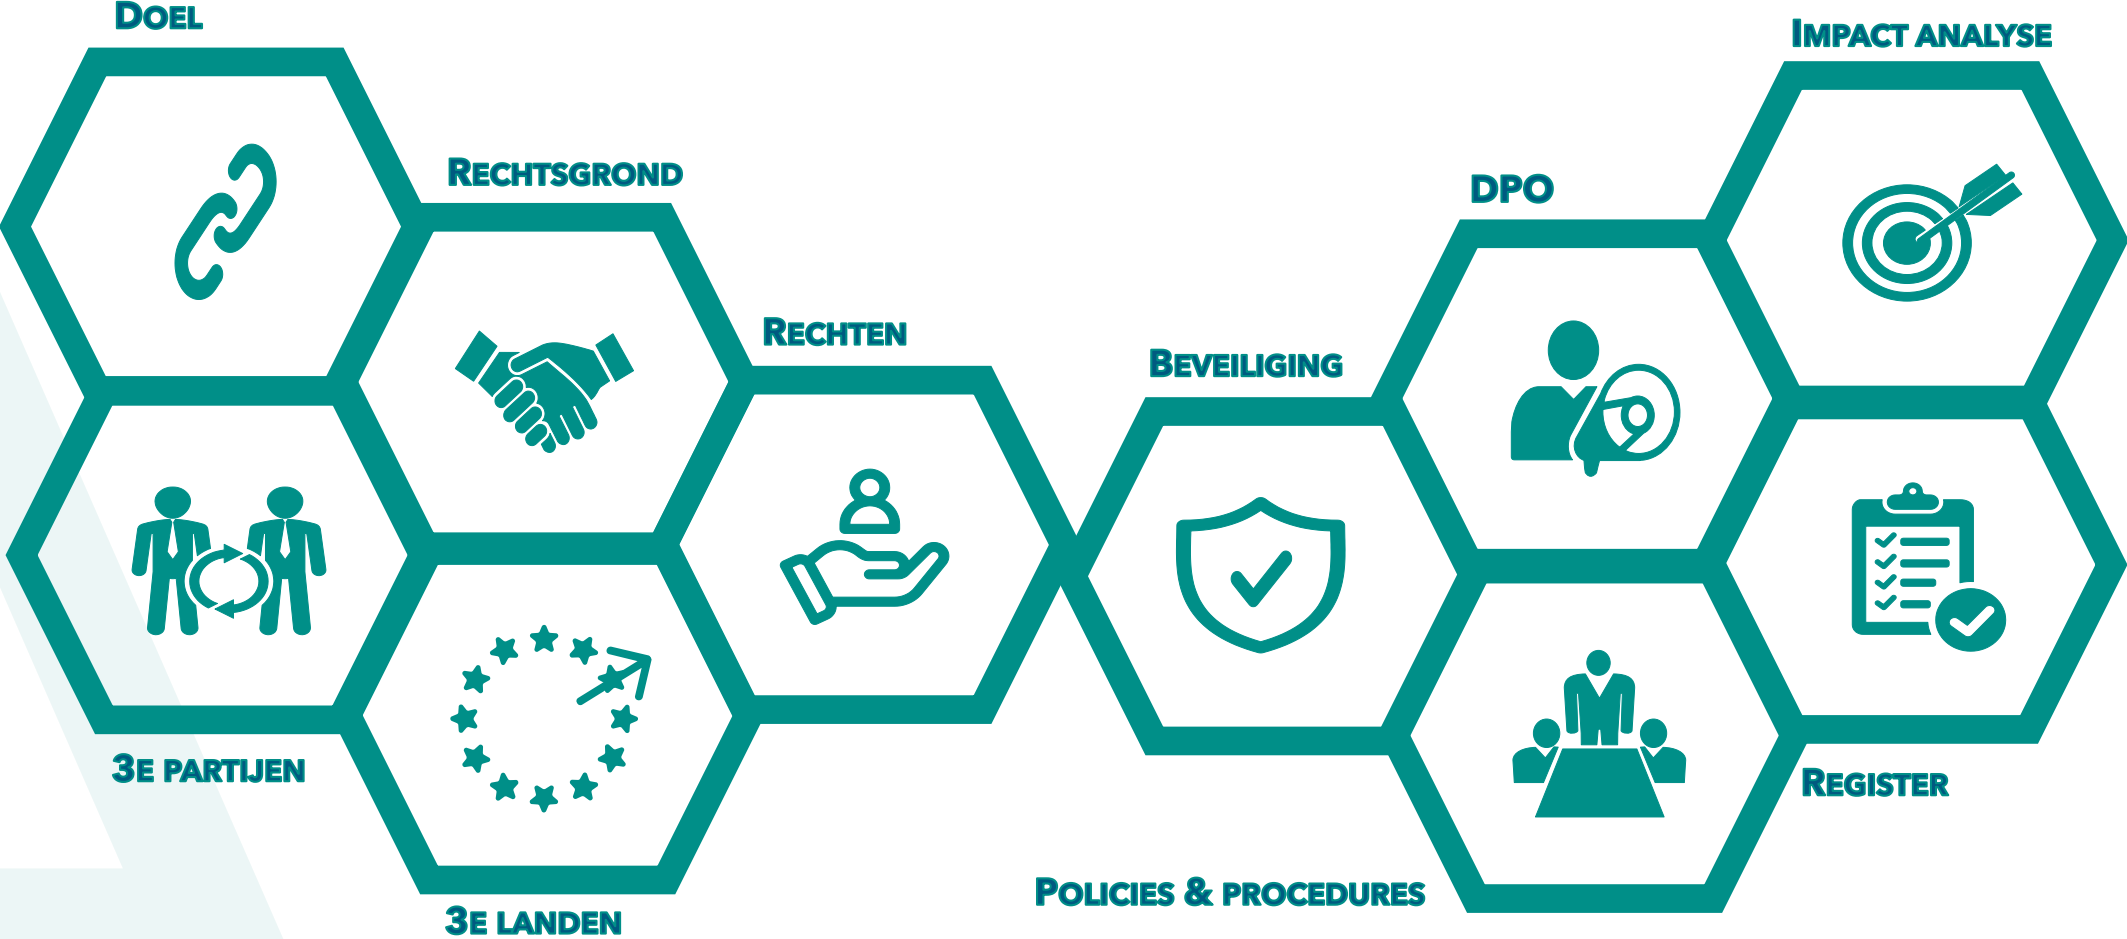 Doel
Rechtsgrond
Rechten
3e partijen
3e landen
Beveiliging
DPO
Impact analyse
Policies & procedures
Register